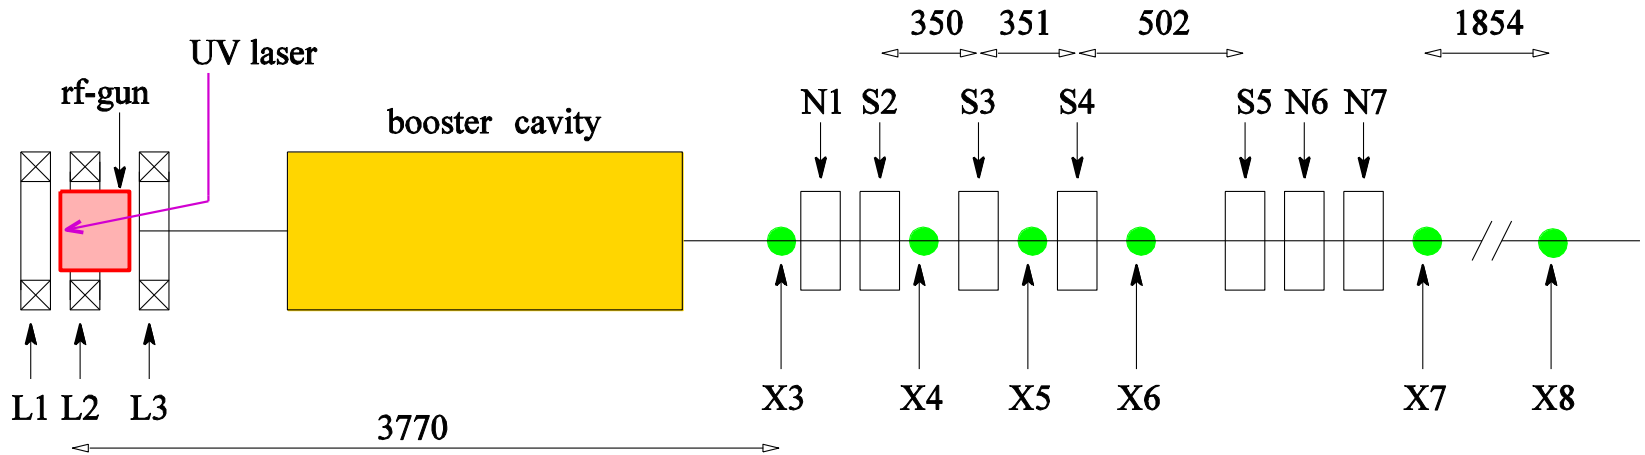 350 351 502 1854
UV laser
rf-gun
N1 S2 S3 S4 S5 N6 N7
booster cavity
L1 L2 L3 X3 X4 X5 X6 X7 X8
3770